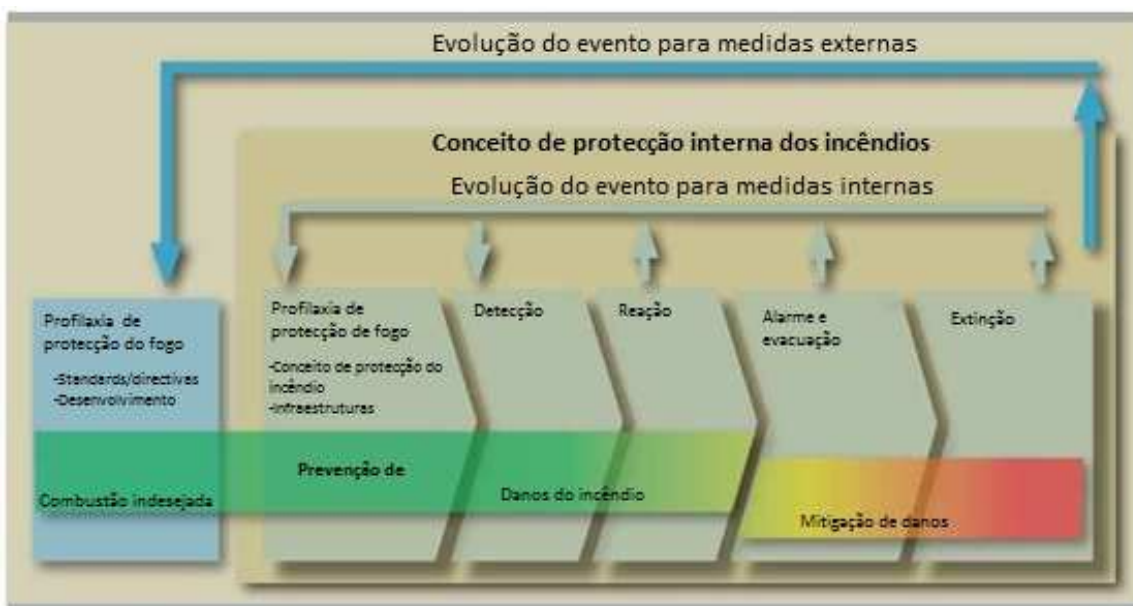 Evolução do evento para medidas externas
Conceito de protecção interna dos incêndios
Evolução do evento para medidas internas
Profilaxia de
protecção do fogo
-Standards/directivas
-Desenvolvimento
Profilaxia de
protecção de fogo
-Conceito de protecção do
incêndio
-Infraestruturas
Detecção
Reação
Alarme e
evacuação
Extinção
Combustão indesejada
Prevenção de
Danos do incêndio
Mitigação de danos